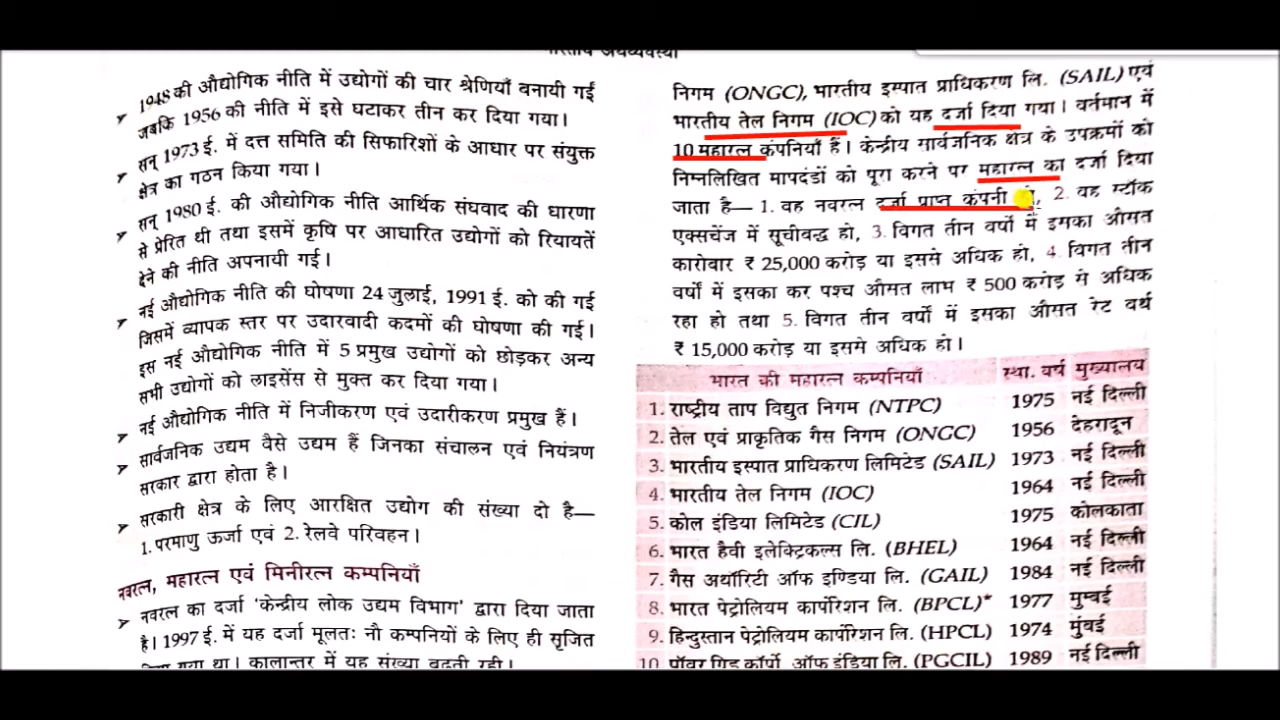 भारतीय अर्थव्यवस्था
1948 की औद्योगिक नीति में उद्योगों की चार श्रेणियाँ बनायी गईं
जबकि 1956 की नीति में इसे घटाकर तीन कर दिया गया।
सन् 1973 ई. में दत्त समिति की सिफारिशों के आधार पर संयुक्त
क्षेत्र का गठन किया गया।
सन् 1980 ई. की औद्योगिक नीति आर्थिक संघवाद की धारणा
से प्रेरित थी तथा इसमें कृषि पर आधारित उद्योगों को रियायतें
देने की नीति अपनायी गई।
नई औद्योगिक नीति की घोषणा 24 जुलाई, 1991 ई. को की गई
जिसमें व्यापक स्तर पर उदारवादी कदमों की घोषणा की गई।
इस नई औद्योगिक नीति में 5 प्रमुख उद्योगों को छोड़कर अन्य
सभी उद्योगों को लाइसेंस से मुक्त कर दिया गया।
नई औद्योगिक नीति में निजीकरण एवं उदारीकरण प्रमुख हैं।
सार्वजनिक उद्यम वैसे उद्यम हैं जिनका संचालन एवं नियंत्रण
सरकार द्वारा होता है।
सरकारी क्षेत्र के लिए आरक्षित उद्योग की संख्या दो है—
1. परमाणु ऊर्जा एवं 2. रेलवे परिवहन।
नवरत्न, महारत्न एवं मिनीरत्न कम्पनियाँ
नवरत्न का दर्जा 'केन्द्रीय लोक उद्यम विभाग' द्वारा दिया जाता
है। 1997 ई. में यह दर्जा मूलतः नौ कम्पनियों के लिए ही सृजित
किया गया था। कालान्तर में यह संख्या बढ़ती रही।
निगम (ONGC), भारतीय इस्पात प्राधिकरण लि. (SAIL) एवं
भारतीय तेल निगम (IOC) को यह दर्जा दिया गया। वर्तमान में
10 महारत्न कंपनियाँ हैं। केन्द्रीय सार्वजनिक क्षेत्र के उपक्रमों को
निम्नलिखित मापदंडों को पूरा करने पर महारत्न का दर्जा दिया
जाता है— 1. वह नवरत्न दर्जा प्राप्त कंपनी 2. वह स्टॉक
एक्सचेंज में सूचीबद्ध हो, 3. विगत तीन वर्षों में इसका औसत
कारोबार ₹ 25,000 करोड़ या इससे अधिक हो, 4. विगत तीन
वर्षों में इसका कर पश्च औसत लाभ ₹ 500 करोड़ से अधिक
रहा हो तथा 5. विगत तीन वर्षों में इसका औसत रेट वर्थ
₹ 15,000 करोड़ या इससे अधिक हो।
भारत की महारत्न कम्पनियाँ स्था. वर्ष मुख्यालय
1. राष्ट्रीय ताप विद्युत निगम (NTPC) 1975 नई दिल्ली
2. तेल एवं प्राकृतिक गैस निगम (ONGC) 1956 देहरादून
3. भारतीय इस्पात प्राधिकरण लिमिटेड (SAIL) 1973 नई दिल्ली
4. भारतीय तेल निगम (IOC) 1964 नई दिल्ली
5. कोल इंडिया लिमिटेड (CIL) 1975 कोलकाता
6. भारत हैवी इलेक्ट्रिकल्स लि. (BHEL) 1964 नई दिल्ली
7. गैस अथॉरिटी ऑफ इण्डिया लि. (GAIL) 1984 नई दिल्ली
8. भारत पेट्रोलियम कार्पोरेशन लि. (BPCL)* 1977 मुम्बई
9. हिन्दुस्तान पेट्रोलियम कार्पोरेशन लि. (HPCL) 1974 मुंबई
10. पॉवर ग्रिड कॉर्पो. ऑफ इंडिया लि. (PGCIL) 1989 नई दिल्ली